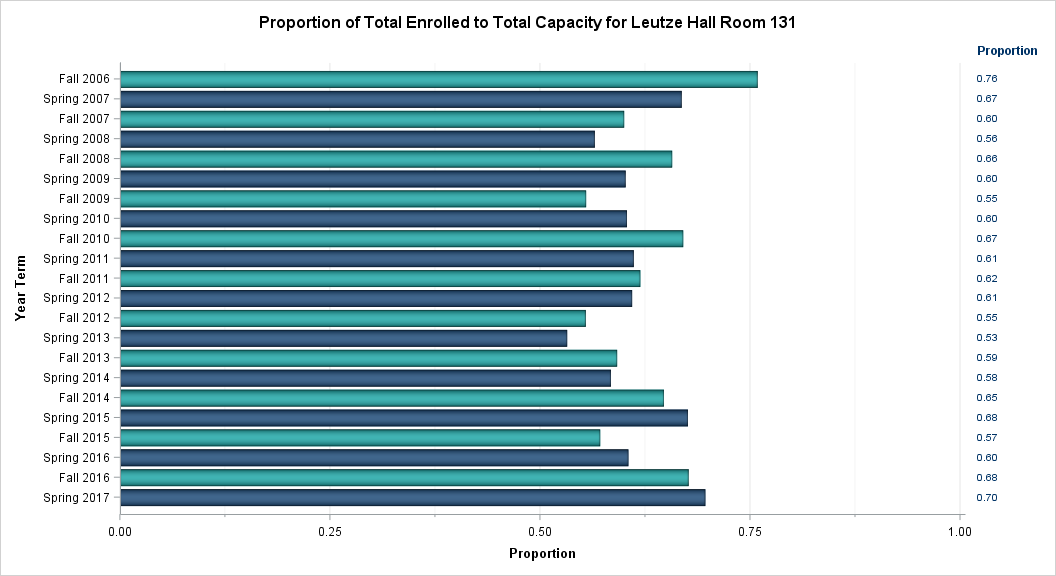 Proportion of Total Enrolled to Total Capacity for Leutze Hall Room 131
Proportion
Fall 2006 0.76
Spring 2007 0.67
Fall 2007 0.60
Spring 2008 0.56
Fall 2008 0.66
Spring 2009 0.60
Fall 2009 0.55
Spring 2010 0.60
Fall 2010 0.67
Spring 2011 0.61
Fall 2011 0.62
Spring 2012 0.61
Fall 2012 0.55
Spring 2013 0.53
Fall 2013 0.59
Spring 2014 0.58
Fall 2014 0.65
Spring 2015 0.68
Fall 2015 0.57
Spring 2016 0.60
Fall 2016 0.68
Spring 2017 0.70
Year Term
0.00 0.25 0.50 0.75 1.00
Proportion